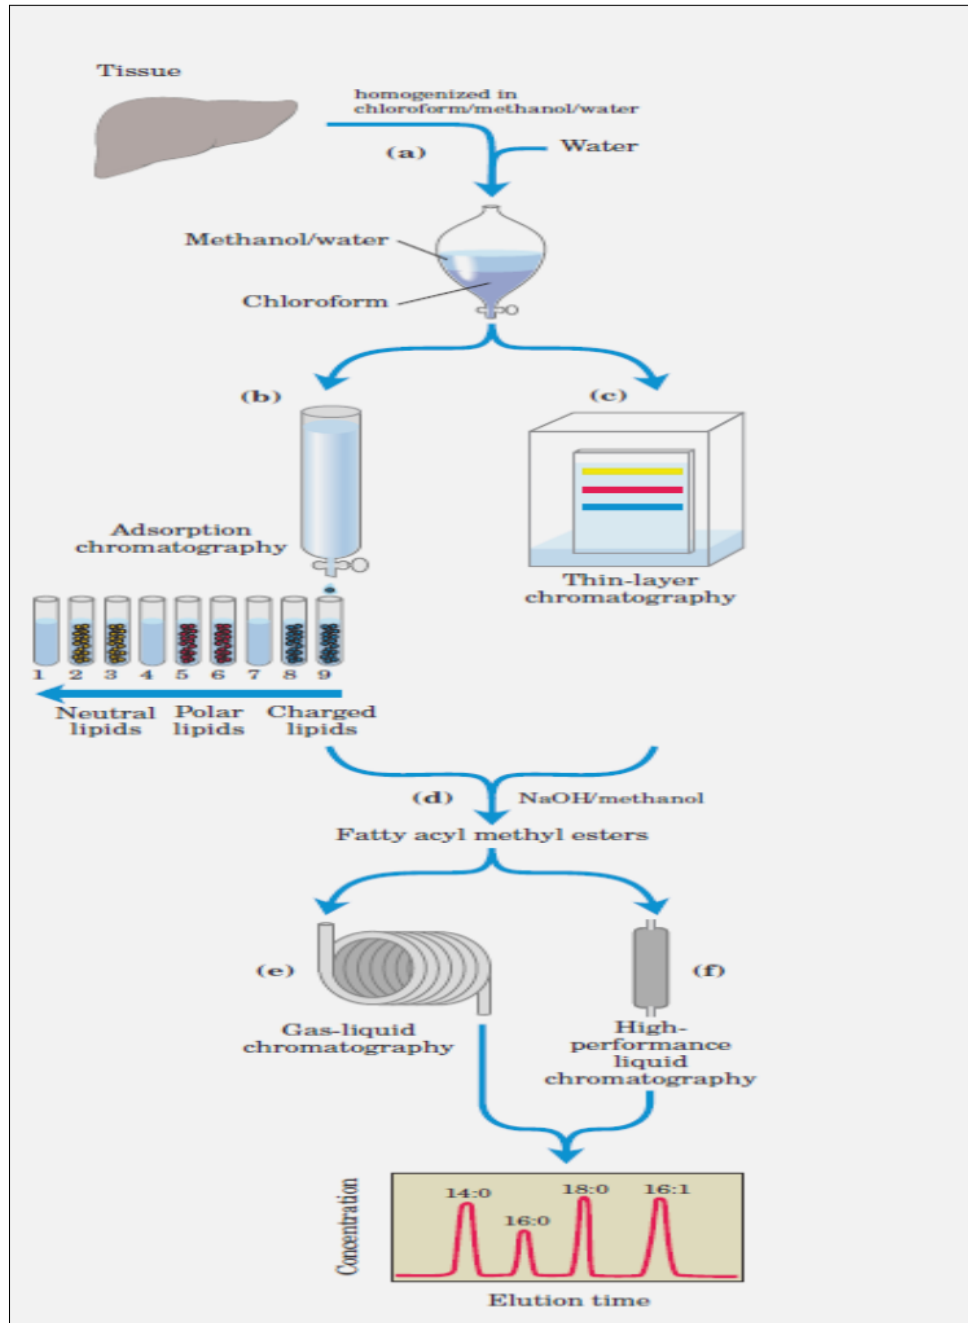 Tissue
homogenized in
chloroform/methanol/water
(a)
Water
Methanol/water
Chloroform
(b)
(c)
Adsorption
chromatography
Thin-layer
chromatography
1 2 3 4 5 6 7 8 9
Neutral Polar Charged
lipids lipids lipids
(d)
NaOH/methanol
Fatty acyl methyl esters
(e)
(f)
Gas-liquid
chromatography
High-
performance
liquid
chromatography
Concentration
14:0
16:0
18:0
16:1
Elution time